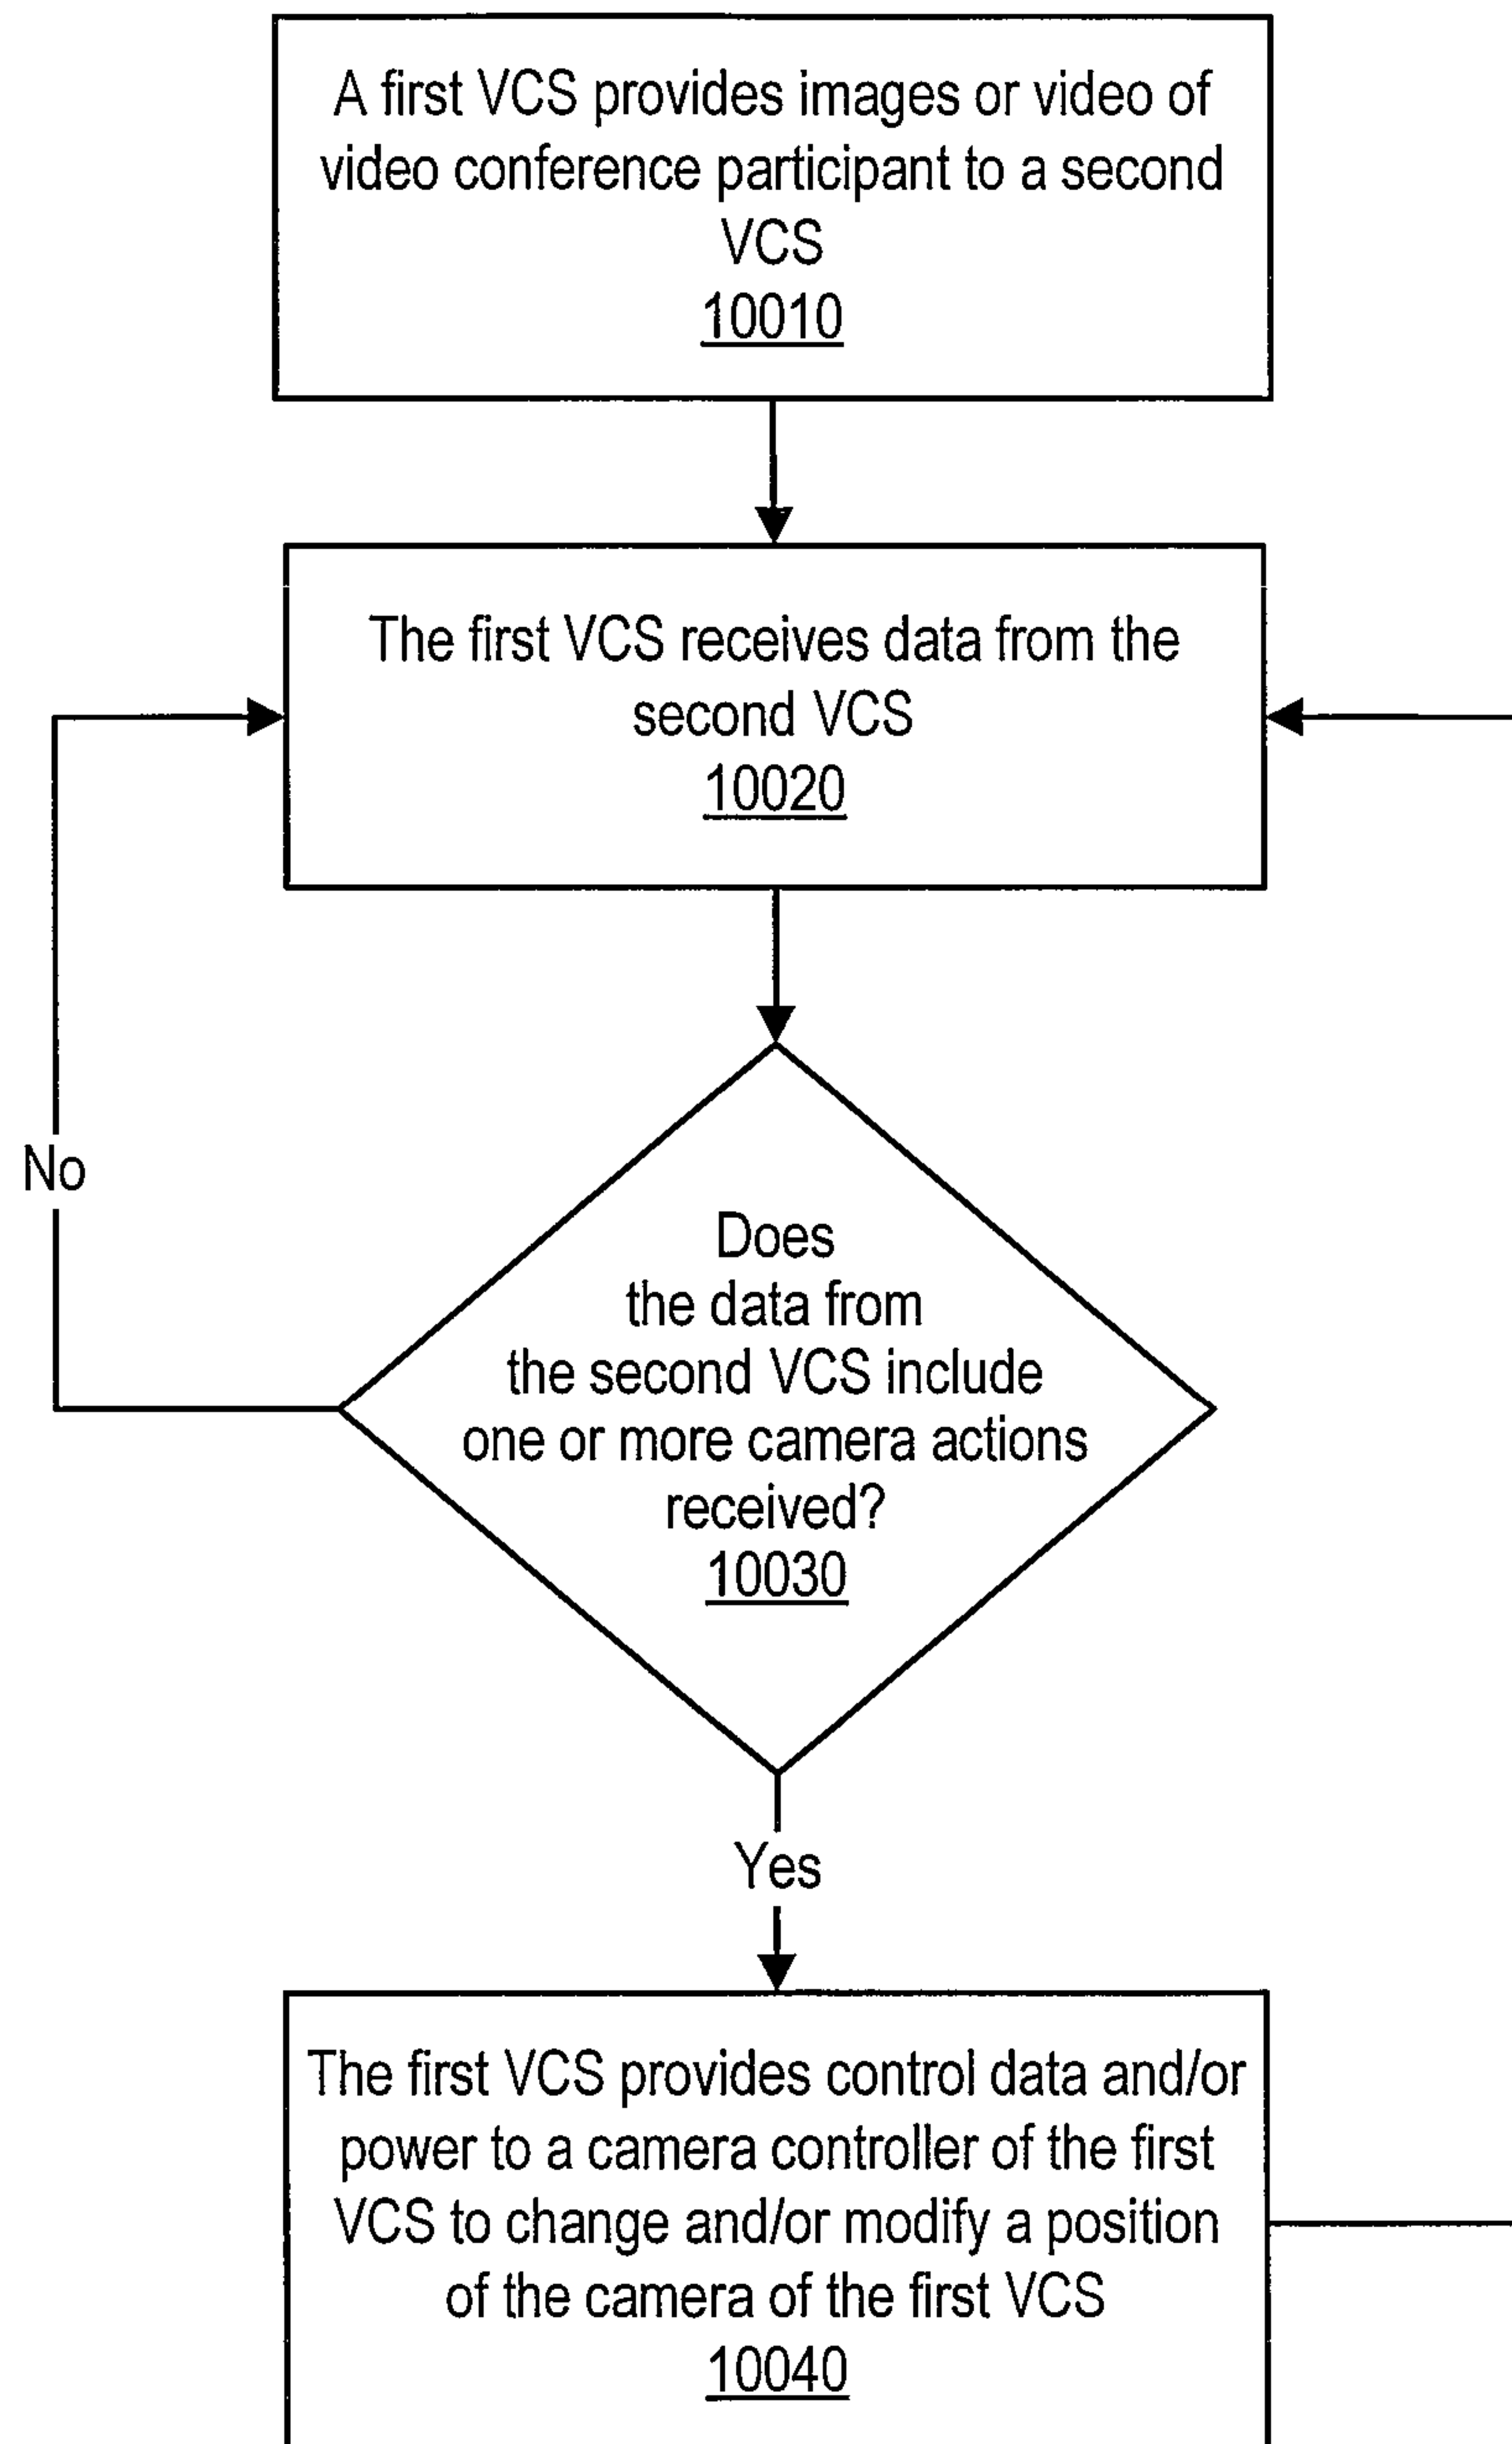 A first VCS provides images or video of
video conference participant to a second
VCS
10010
The first VCS receives data from the
second VCS
10020
No
Does
the data from
the second VCS include
one or more camera actions
received?
10030
Yes
The first VCS provides control data and/or
power to a camera controller of the first
VCS to change and/or modify a position
of the camera of the first VCS
10040